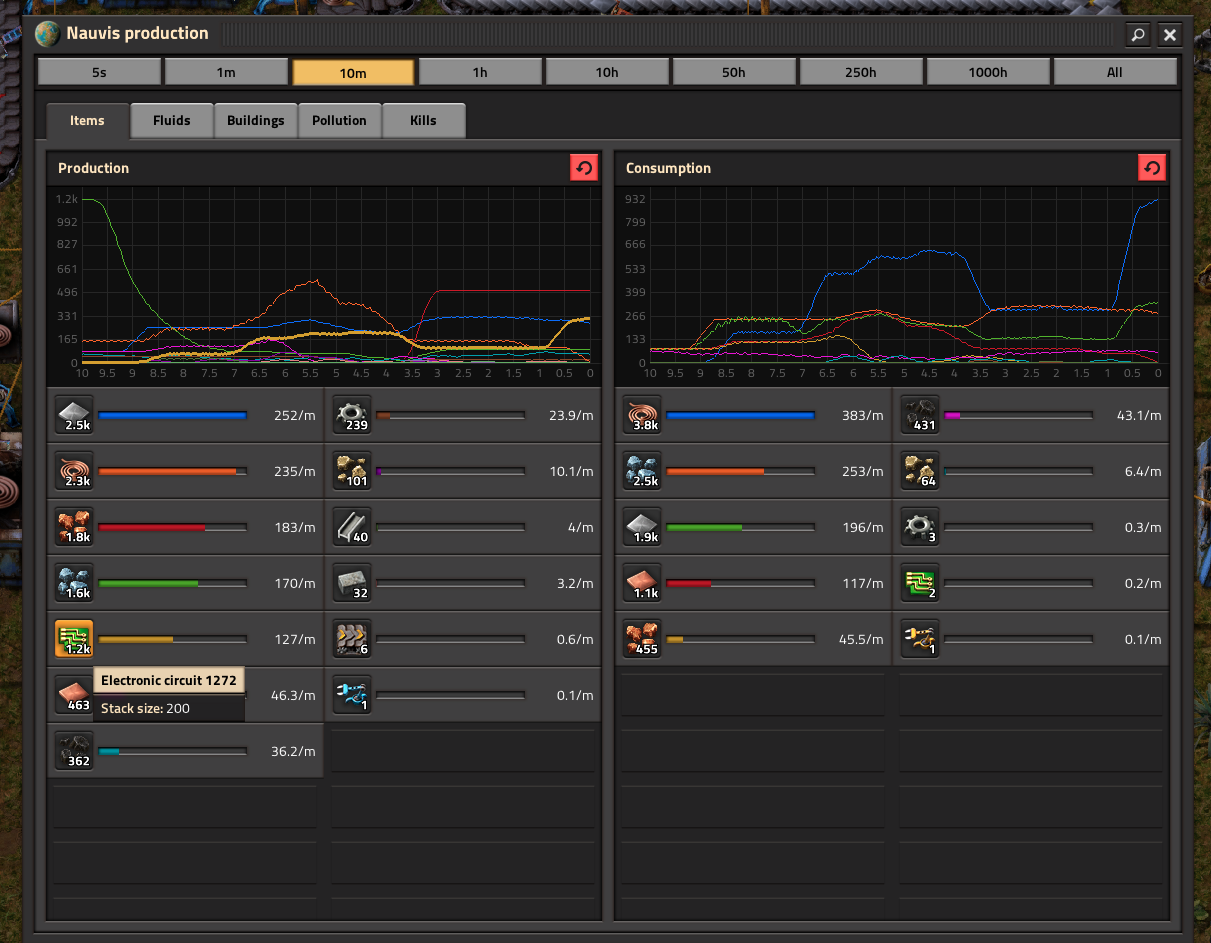 Nauvis production
5s 1m 10m 1h 10h 50h 250h 1000h All
Items Fluids Buildings Pollution Kills
Production
1.2k
992
827
661
496
331
165
0
10 9.5 9 8.5 8 7.5 7 6.5 6 5.5 5 4.5 4 3.5 3 2.5 2 1.5 1 0.5 0
2.5k 252/m 239 23.9/m
2.3k 235/m 101 10.1/m
1.8k 183/m 40 4/m
1.6k 170/m 32 3.2/m
1.2k 127/m 6 0.6/m
Electronic circuit 1272
Stack size: 200
463 46.3/m 1 0.1/m
362 36.2/m
Consumption
932
799
666
533
399
266
133
0
10 9.5 9 8.5 8 7.5 7 6.5 6 5.5 5 4.5 4 3.5 3 2.5 2 1.5 1 0.5 0
3.8k 383/m 431 43.1/m
2.5k 253/m 64 6.4/m
1.9k 196/m 3 0.3/m
1.1k 117/m 2 0.2/m
455 45.5/m 1 0.1/m